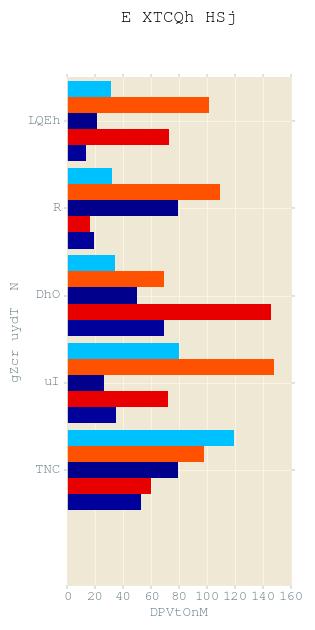 E XTCQh HSj
LQEh
R
DhO
uI
TNC
gZcr uydT N
0 20 40 60 80 100 120 140 160
DPVtOnM